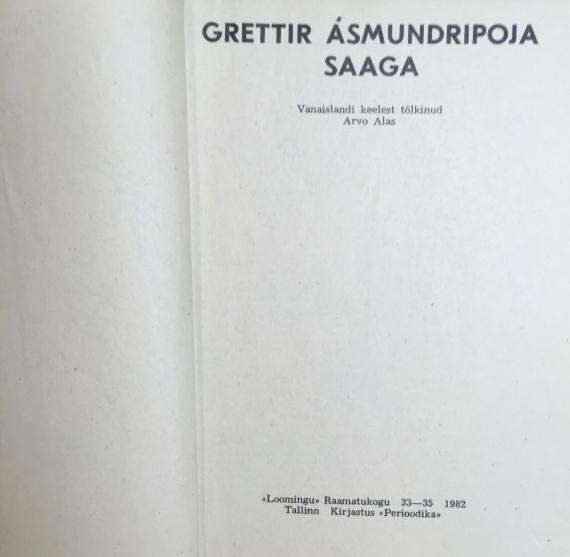 GRETTIR ÁSMUNDRIPOJA
SAAGA
Vanaislandi keelest tõlkinud
Arvo Alas
«Loomingu» Raamatukogu 33—35 1982
Tallinn Kirjastus «Perioodika»